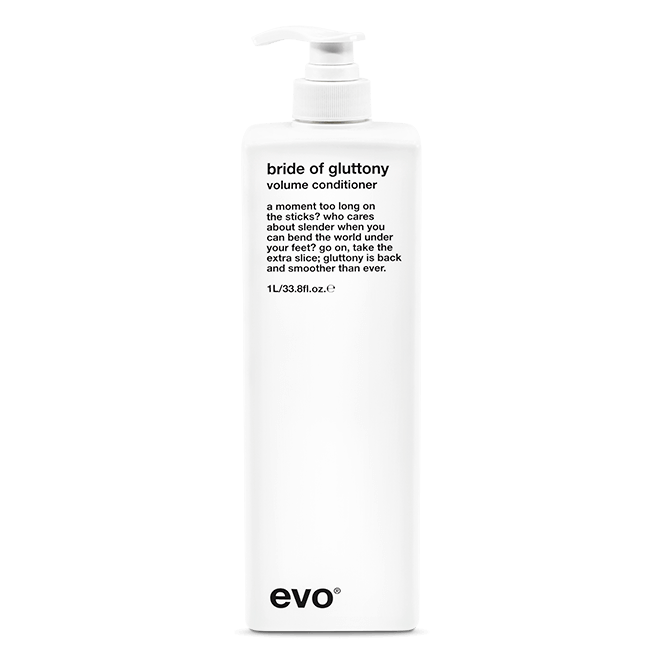 bride of gluttony
volume conditioner
a moment too long on
the sticks? who cares
about slender when you
can bend the world under
your feet? go on, take the
extra slice; gluttony is back
and smoother than ever.
1L/33.8fl.oz.℮
evo®